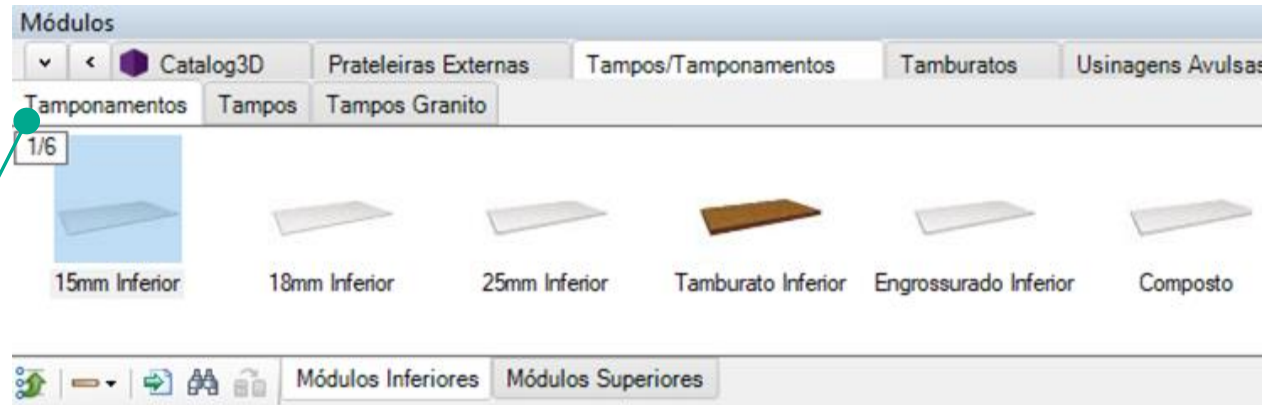 Módulos
Catalog3D Prateleiras Externas Tampos/Tamponamentos Tamburatos Usinagens Avulsas
Tamponamentos Tampos Tampos Granito
1/6
15mm Inferior 18mm Inferior 25mm Inferior Tamburato Inferior Engrossurado Inferior Composto
Módulos Inferiores Módulos Superiores